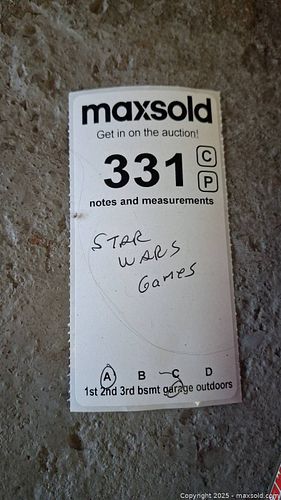 maxsold
Get in on the auction!
331 C
P
notes and measurements
STAR
WARS
GAMES
A B C D
1st 2nd 3rd bsmt garage outdoors
Copyright 2025 - maxsold.com